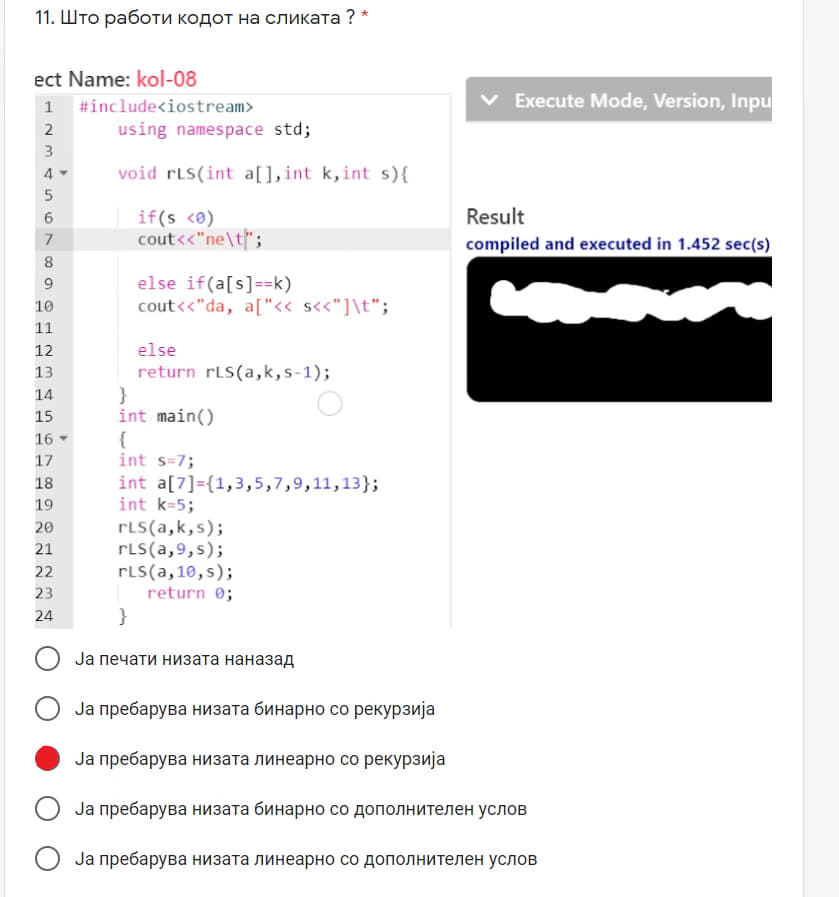 11. Што работи кодот на сликата ? *
ect Name: kol-08
1 #include<iostream>
2 using namespace std;
3
4 void rLS(int a[],int k,int s){
5
6 if(s <0)
7 cout<<"ne\t";
8
9 else if(a[s]==k)
10 cout<<"da, a["<< s<<"]\t";
11
12 else
13 return rLS(a,k,s-1);
14 }
15 int main()
16 {
17 int s=7;
18 int a[7]={1,3,5,7,9,11,13};
19 int k=5;
20 rLS(a,k,s);
21 rLS(a,9,s);
22 rLS(a,10,s);
23 return 0;
24 }
Execute Mode, Version, Inpu
Result
compiled and executed in 1.452 sec(s)
Ја печати низата наназад
Ја пребарува низата бинарно со рекурзија
Ја пребарува низата линеарно со рекурзија
Ја пребарува низата бинарно со дополнителен услов
Ја пребарува низата линеарно со дополнителен услов